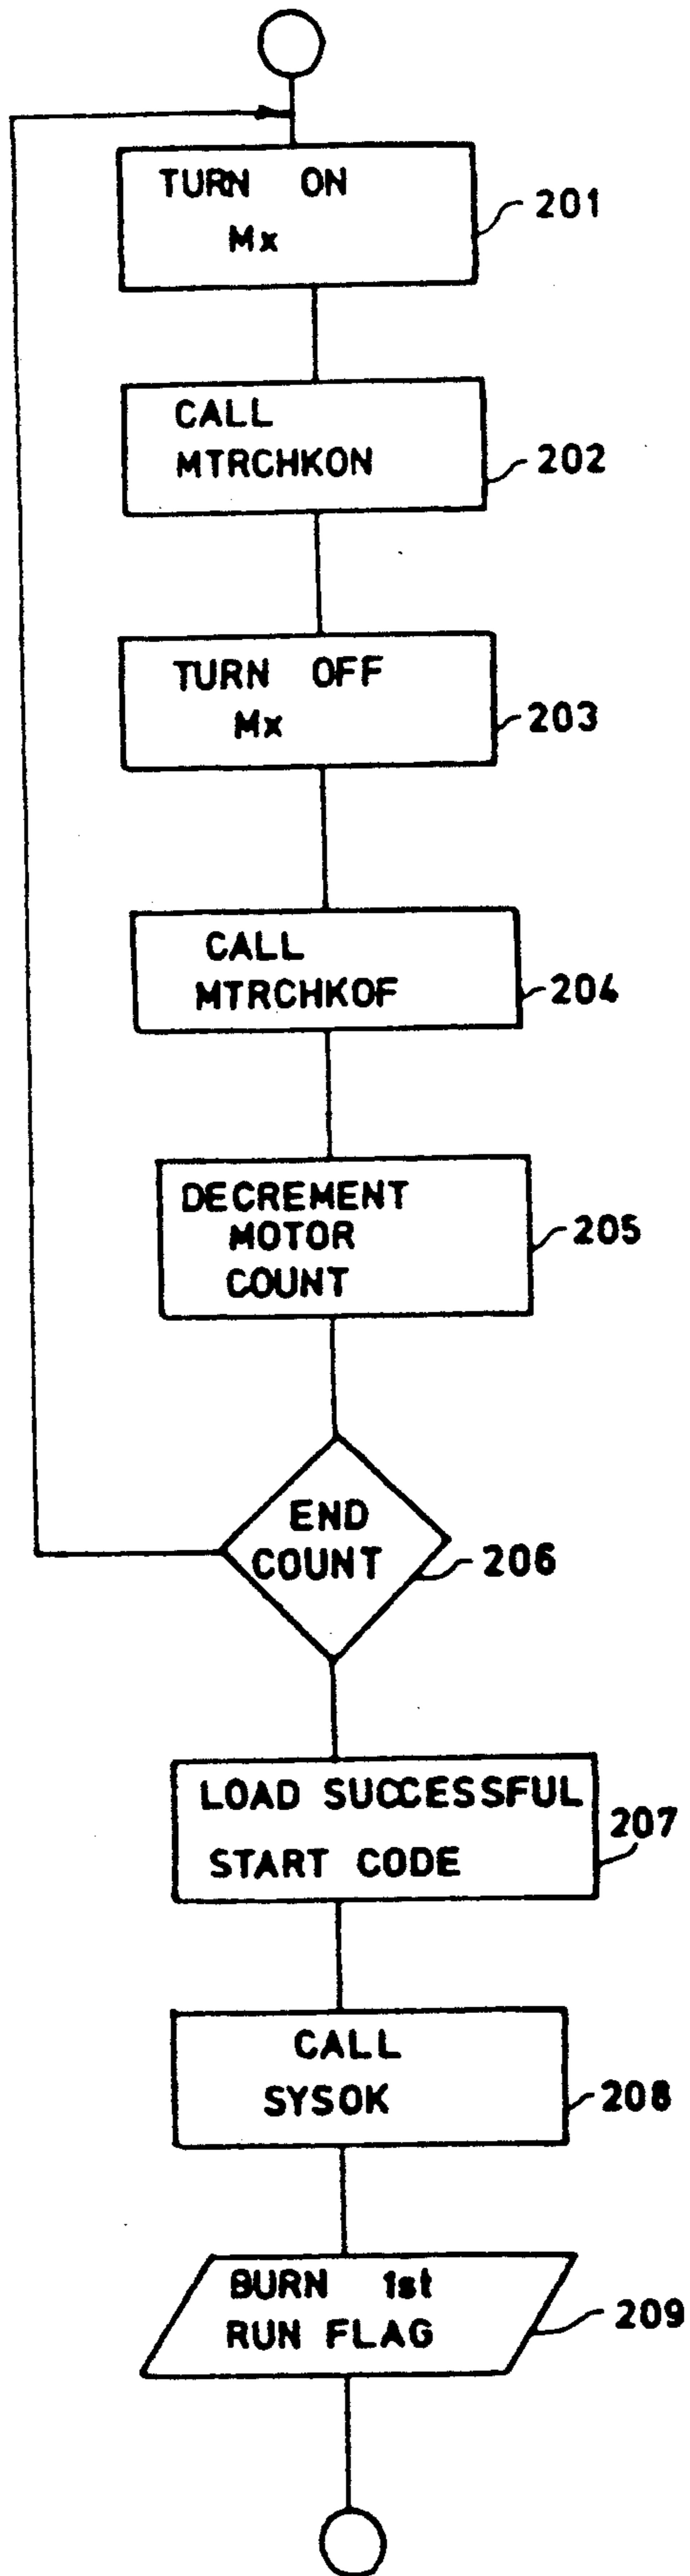 TURN ON
Mx
201
CALL
MTRCHKON
202
TURN OFF
Mx
203
CALL
MTRCHKOF
204
DECREMENT
MOTOR
COUNT
205
END
COUNT
206
LOAD SUCCESSFUL
START CODE
207
CALL
SYSOK
208
BURN 1st
RUN FLAG
209